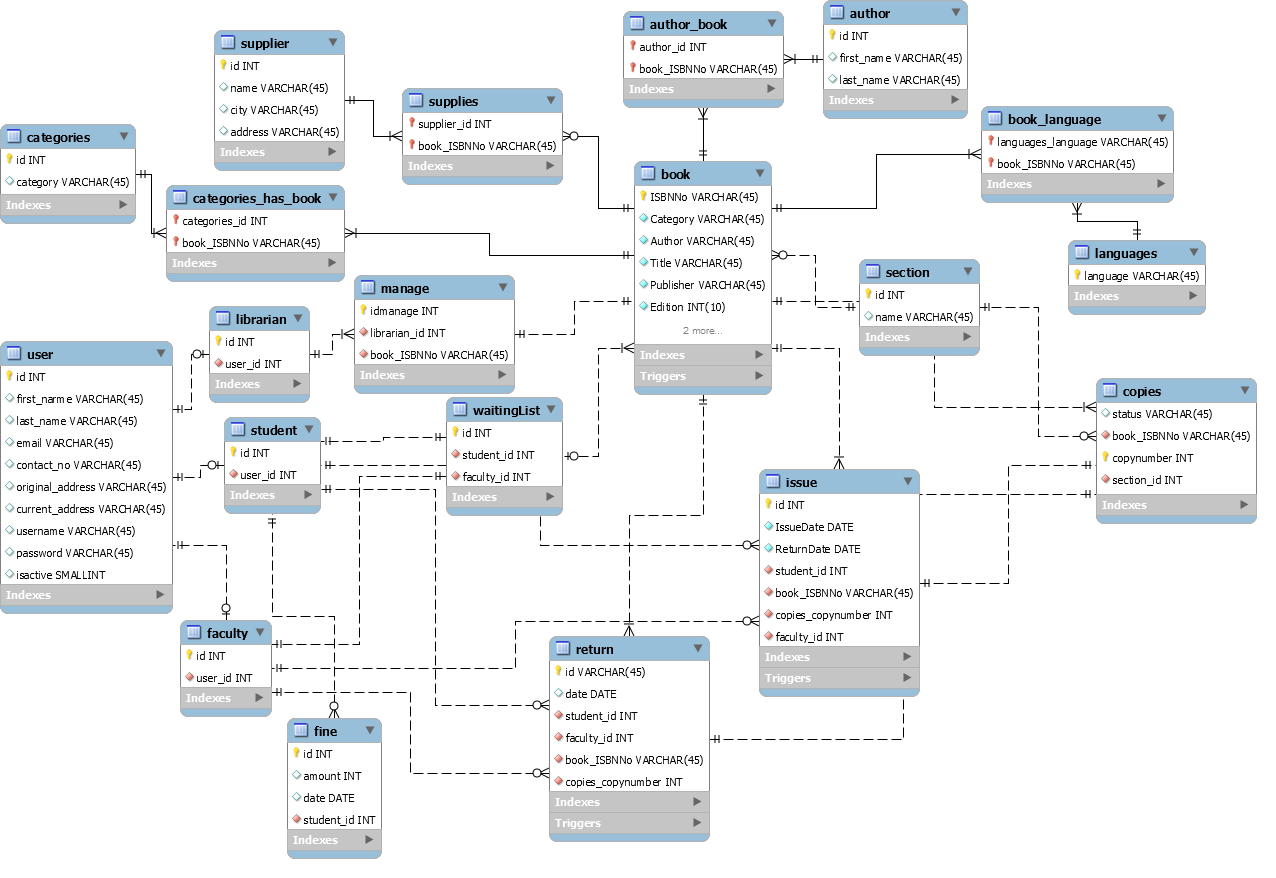 supplier
id INT
name VARCHAR(45)
city VARCHAR(45)
address VARCHAR(45)
Indexes
supplies
supplier_id INT
book_ISBNNo VARCHAR(45)
Indexes
author_book
author_id INT
book_ISBNNo VARCHAR(45)
Indexes
author
id INT
first_name VARCHAR(45)
last_name VARCHAR(45)
Indexes
categories
id INT
category VARCHAR(45)
Indexes
categories_has_book
categories_id INT
book_ISBNNo VARCHAR(45)
Indexes
book
ISBNNo VARCHAR(45)
Category VARCHAR(45)
Author VARCHAR(45)
Title VARCHAR(45)
Publisher VARCHAR(45)
Edition INT(10)
2 more...
Indexes
Triggers
book_language
languages_language VARCHAR(45)
book_ISBNNo VARCHAR(45)
Indexes
languages
language VARCHAR(45)
Indexes
section
id INT
name VARCHAR(45)
Indexes
manage
idmanage INT
librarian_id INT
book_ISBNNo VARCHAR(45)
Indexes
librarian
id INT
user_id INT
Indexes
user
id INT
first_name VARCHAR(45)
last_name VARCHAR(45)
email VARCHAR(45)
contact_no VARCHAR(45)
original_address VARCHAR(45)
current_address VARCHAR(45)
username VARCHAR(45)
password VARCHAR(45)
isactive SMALLINT
Indexes
student
id INT
user_id INT
Indexes
waitingList
id INT
student_id INT
faculty_id INT
Indexes
copies
status VARCHAR(45)
book_ISBNNo VARCHAR(45)
copynumber INT
section_id INT
Indexes
issue
id INT
IssueDate DATE
ReturnDate DATE
student_id INT
book_ISBNNo VARCHAR(45)
copies_copynumber INT
faculty_id INT
Indexes
Triggers
faculty
id INT
user_id INT
Indexes
return
id VARCHAR(45)
date DATE
student_id INT
faculty_id INT
book_ISBNNo VARCHAR(45)
copies_copynumber INT
Indexes
Triggers
fine
id INT
amount INT
date DATE
student_id INT
Indexes